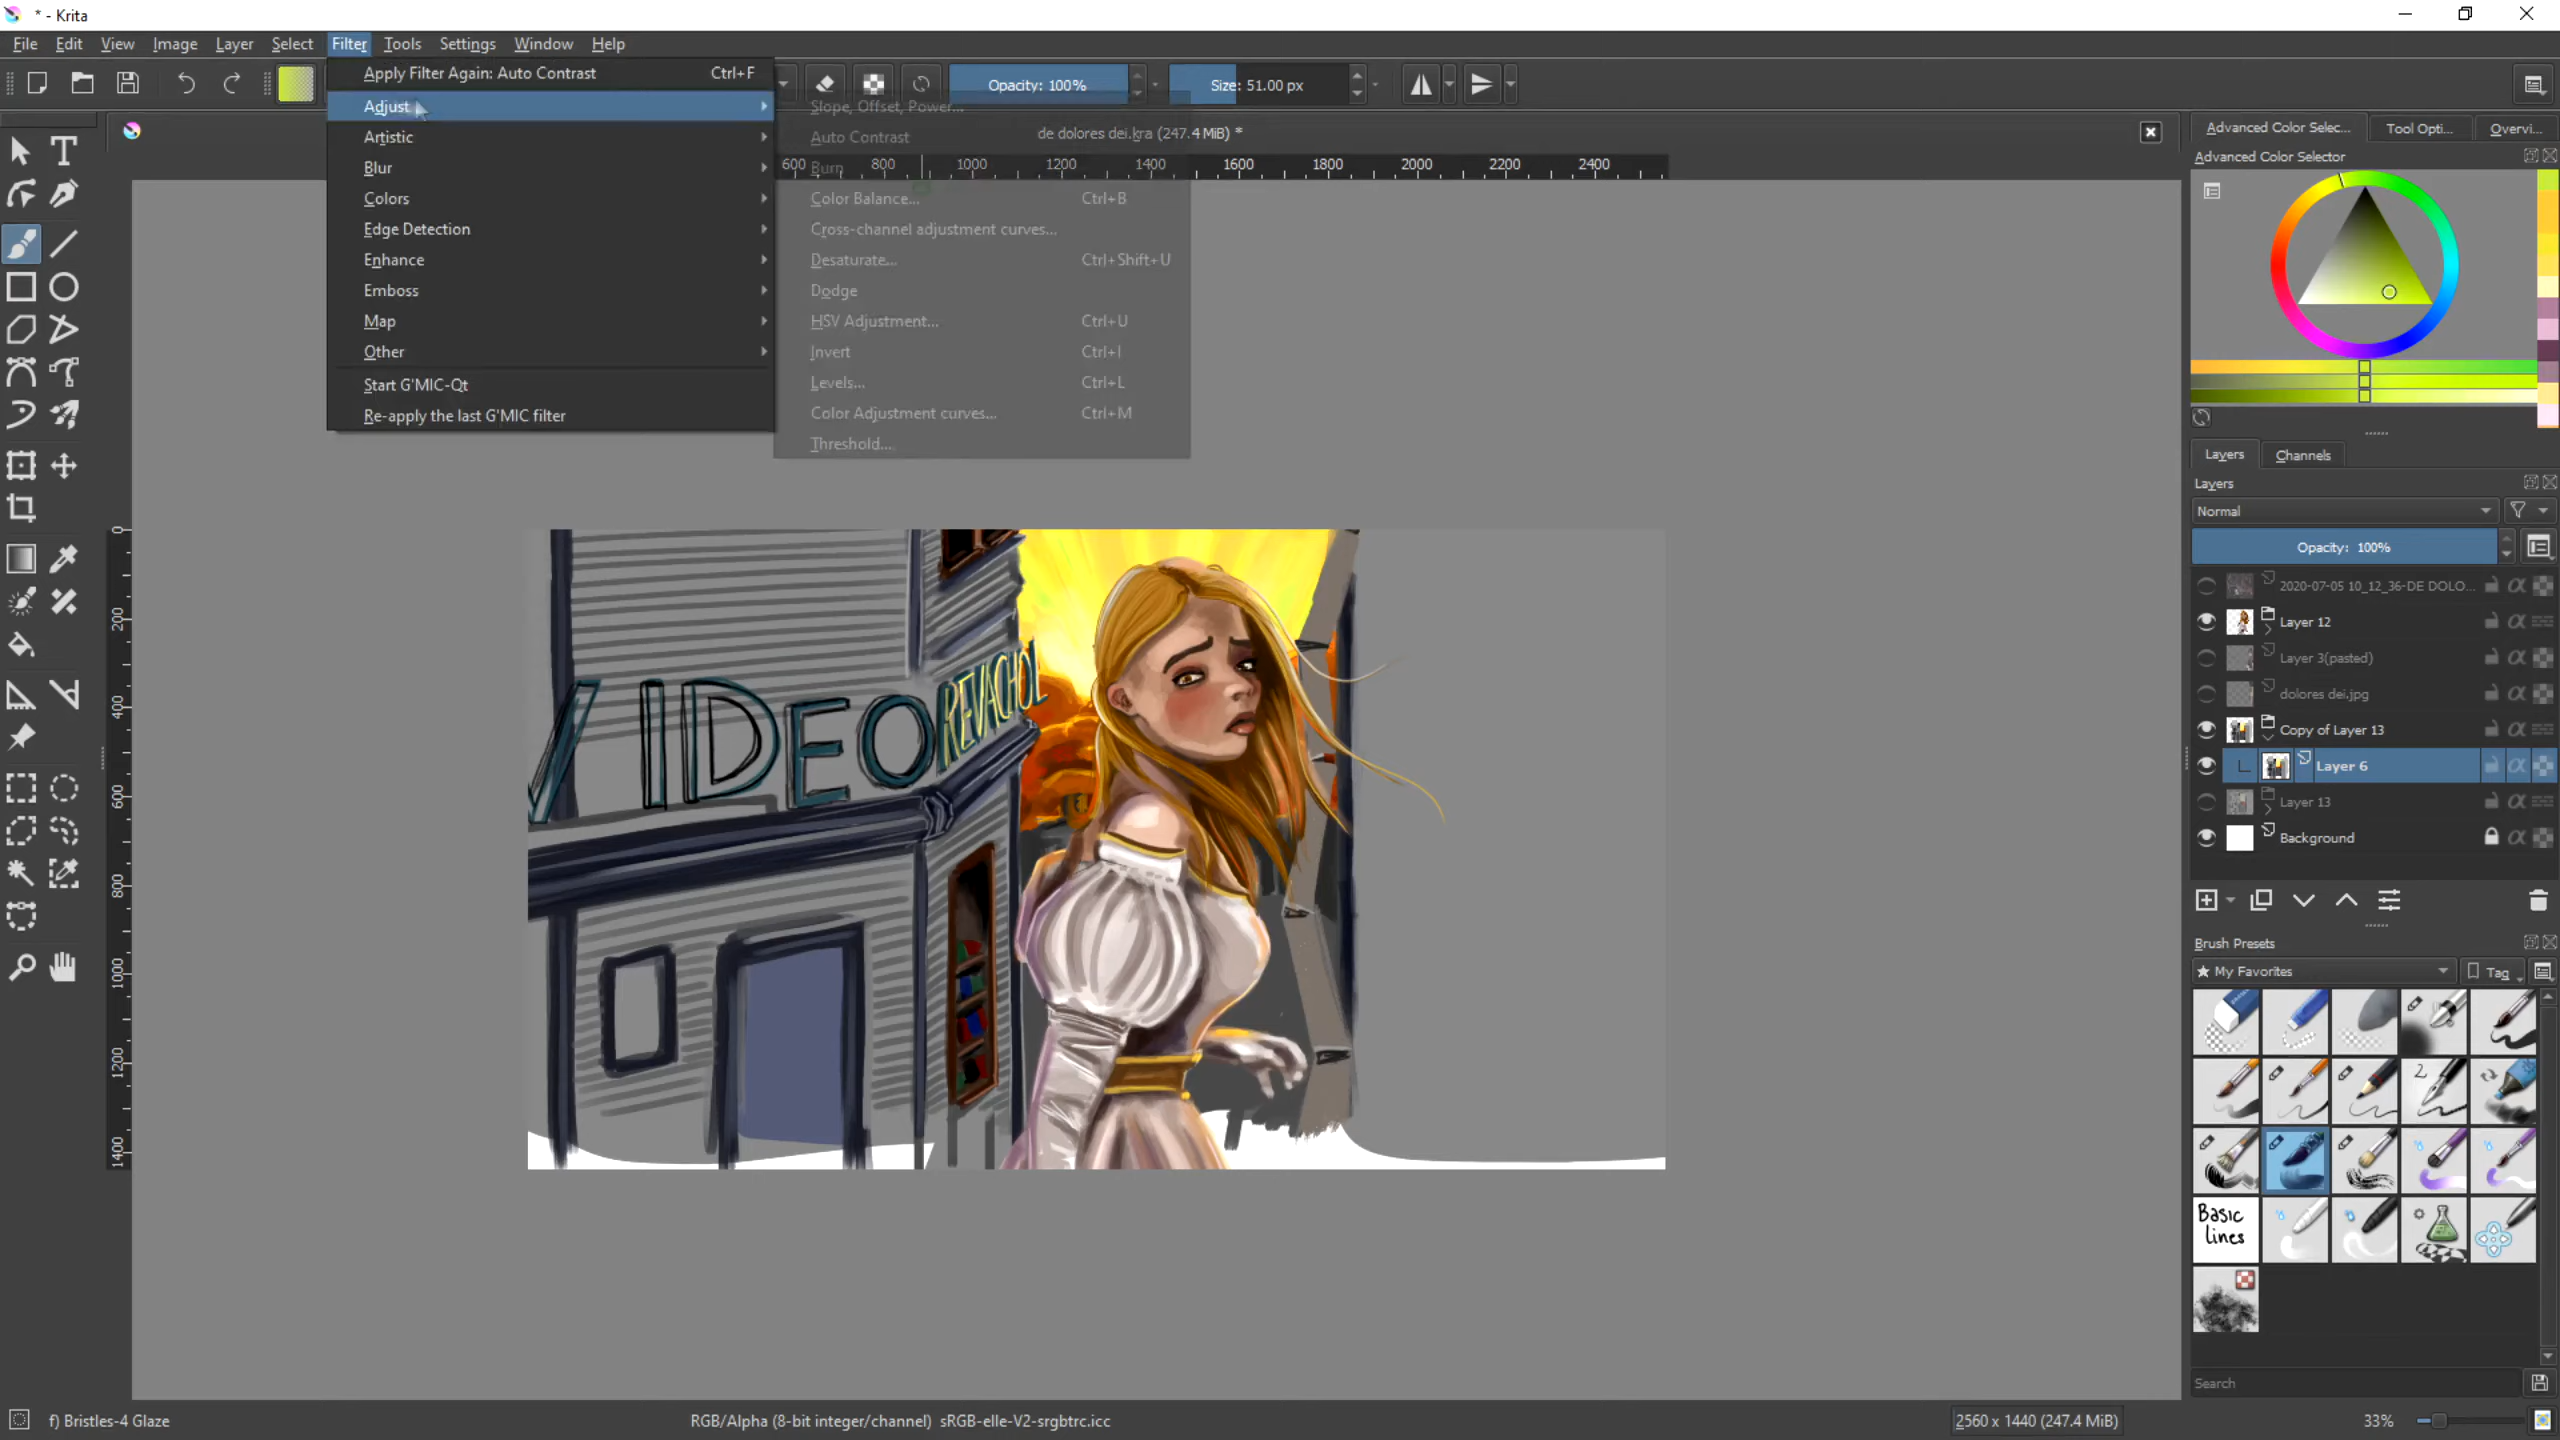 * - Krita
File Edit View Image Layer Select Filter Tools Settings Window Help
Apply Filter Again: Auto Contrast Ctrl+F
Adjust
Artistic
Blur
Colors
Edge Detection
Enhance
Emboss
Map
Other
Start G'MIC-Qt
Re-apply the last G'MIC filter
Slope, Offset, Power...
Auto Contrast
Burn
Color Balance... Ctrl+B
Cross-channel adjustment curves...
Desaturate... Ctrl+Shift+U
Dodge
HSV Adjustment... Ctrl+U
Invert Ctrl+I
Levels... Ctrl+L
Color Adjustment curves... Ctrl+M
Threshold...
Opacity: 100%
Size: 51.00 px
de dolores dei.kra (247.4 MiB) *
600 800 1000 1200 1400 1600 1800 2000 2200 2400
0
200
400
600
800
1000
1200
1400
VIDEO REVACHOL
Advanced Color Selec... Tool Opti... Overvi...
Advanced Color Selector
Layers Channels
Layers
Normal
Opacity: 100%
2020-07-05 10_12_36-DE DOLO...
Layer 12
Layer 3(pasted)
dolores dei.jpg
Copy of Layer 13
Layer 6
Layer 13
Background
Brush Presets
★ My Favorites
Tag
2
Basic
lines
Search
f) Bristles-4 Glaze
RGB/Alpha (8-bit integer/channel) sRGB-elle-V2-srgbtrc.icc
2560 x 1440 (247.4 MiB)
33%